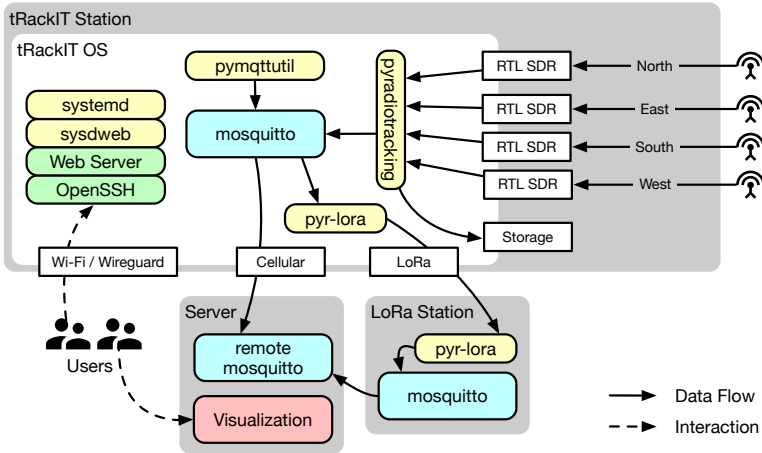 tRackIT Station
tRackIT OS
pymqttutil
pyradiotracking
RTL SDR
North
systemd
sysdweb
Web Server
OpenSSH
mosquitto
RTL SDR
East
RTL SDR
South
RTL SDR
West
pyr-lora
Storage
Wi-Fi / Wireguard
Cellular
LoRa
Server
LoRa Station
Users
remote
mosquitto
pyr-lora
mosquitto
Visualization
Data Flow
Interaction